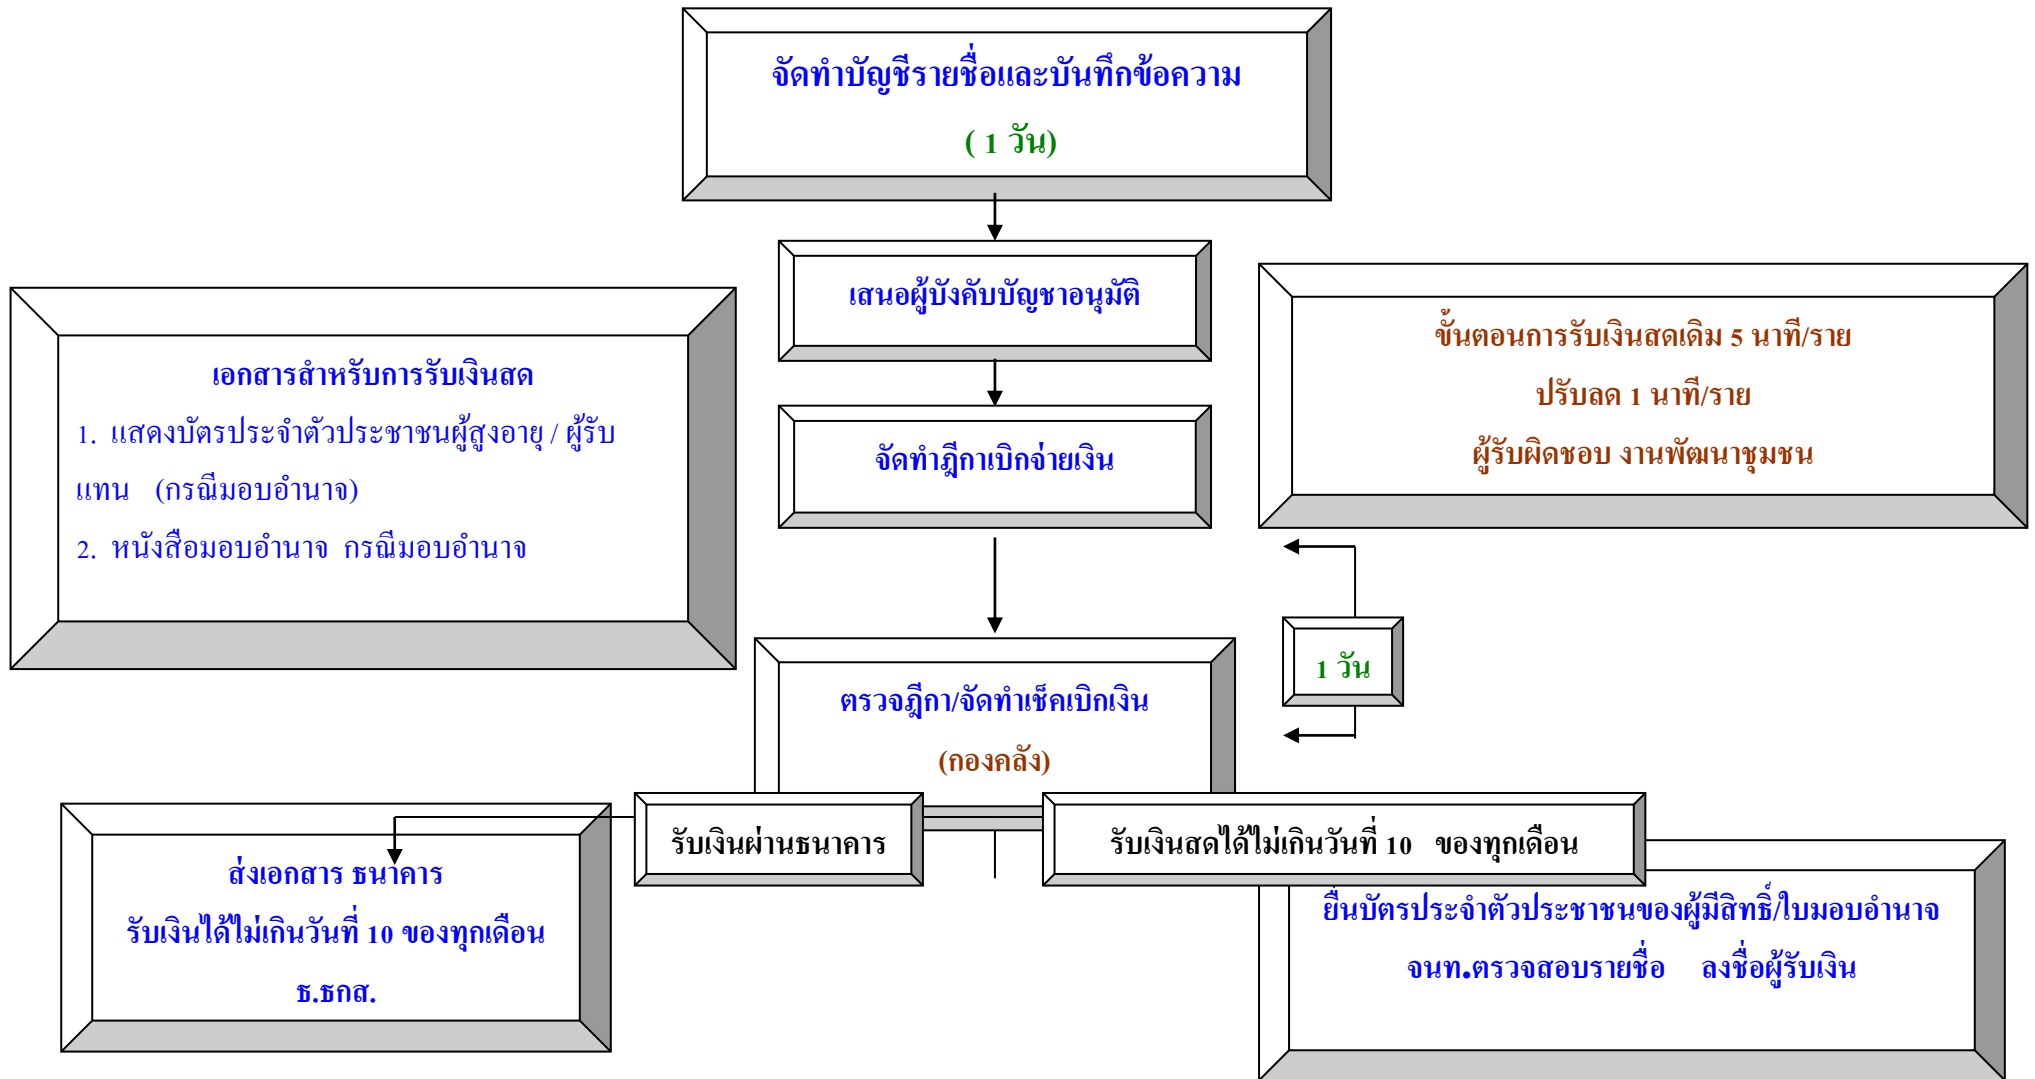 จัดทำบัญชีรายชื่อและบันทึกข้อความ
( 1 วัน)
เสนอผู้บังคับบัญชาอนุมัติ
จัดทำฎีกาเบิกจ่ายเงิน
เอกสารสำหรับการรับเงินสด
1. แสดงบัตรประจำตัวประชาชนผู้สูงอายุ / ผู้รับ
แทน (กรณีมอบอำนาจ)
2. หนังสือมอบอำนาจ กรณีมอบอำนาจ
ขั้นตอนการรับเงินสดเดิม 5 นาที/ราย
ปรับลด 1 นาที/ราย
ผู้รับผิดชอบ งานพัฒนาชุมชน
1 วัน
ตรวจฎีกา/จัดทำเช็คเบิกเงิน
(กองคลัง)
รับเงินผ่านธนาคาร
รับเงินสดได้ไม่เกินวันที่ 10 ของทุกเดือน
ส่งเอกสาร ธนาคาร
รับเงินได้ไม่เกินวันที่ 10 ของทุกเดือน
ธ.ธกส.
ยื่นบัตรประจำตัวประชาชนของผู้มีสิทธิ์/ใบมอบอำนาจ
จนท.ตรวจสอบรายชื่อ ลงชื่อผู้รับเงิน